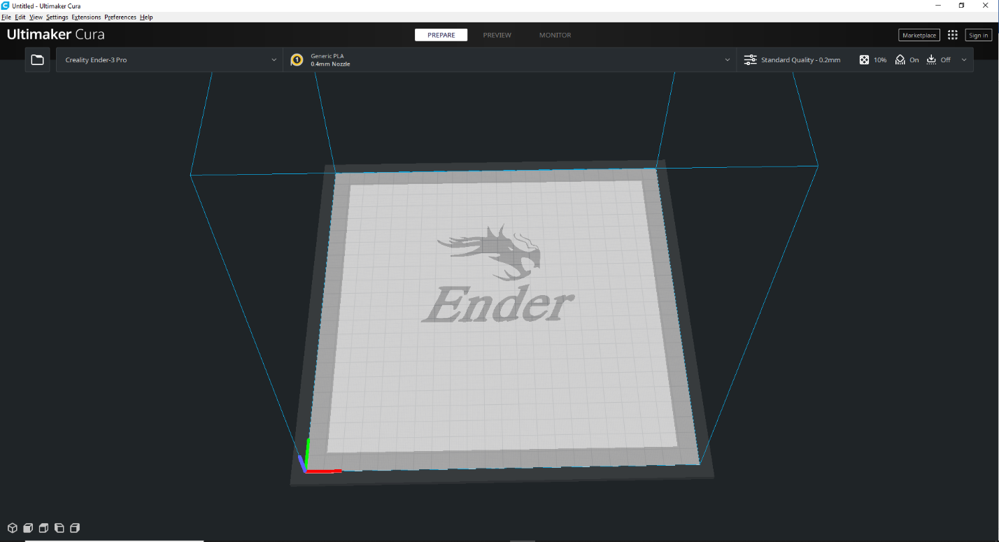 Untitled - Ultimaker Cura
File Edit View Settings Extensions Preferences Help
Ultimaker Cura
PREPARE PREVIEW MONITOR
Marketplace Sign in
Creality Ender-3 Pro
1
Generic PLA
0.4mm Nozzle
Standard Quality - 0.2mm 10% On Off
Ender